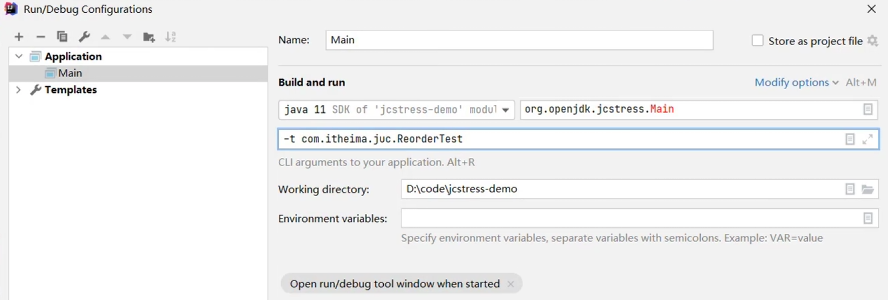 Run/Debug Configurations
Name: Main Store as project file
Application
Main
Templates
Build and run Modify options Alt+M
java 11 SDK of 'jcstress-demo' modul org.openjdk.jcstress.Main
-t com.itheima.juc.ReorderTest
CLI arguments to your application. Alt+R
Working directory: D:\code\jcstress-demo
Environment variables:
Specify environment variables, separate variables with semicolons. Example: VAR=value
Open run/debug tool window when started